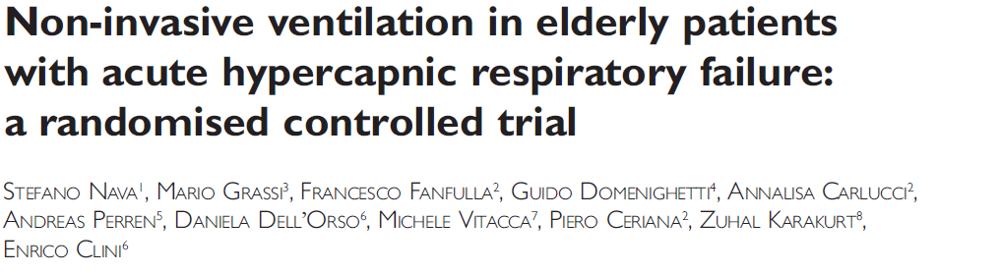 Non-invasive ventilation in elderly patients
with acute hypercapnic respiratory failure:
a randomised controlled trial
STEFANO NAVA¹, MARIO GRASSI³, FRANCESCO FANFULLA², GUIDO DOMENIGHETTI⁴, ANNALISA CARLUCCI²,
ANDREAS PERREN⁵, DANIELA DELL'ORSO⁶, MICHELE VITACCA⁷, PIERO CERIANA², ZUHAL KARAKURT⁸,
ENRICO CLINI⁶